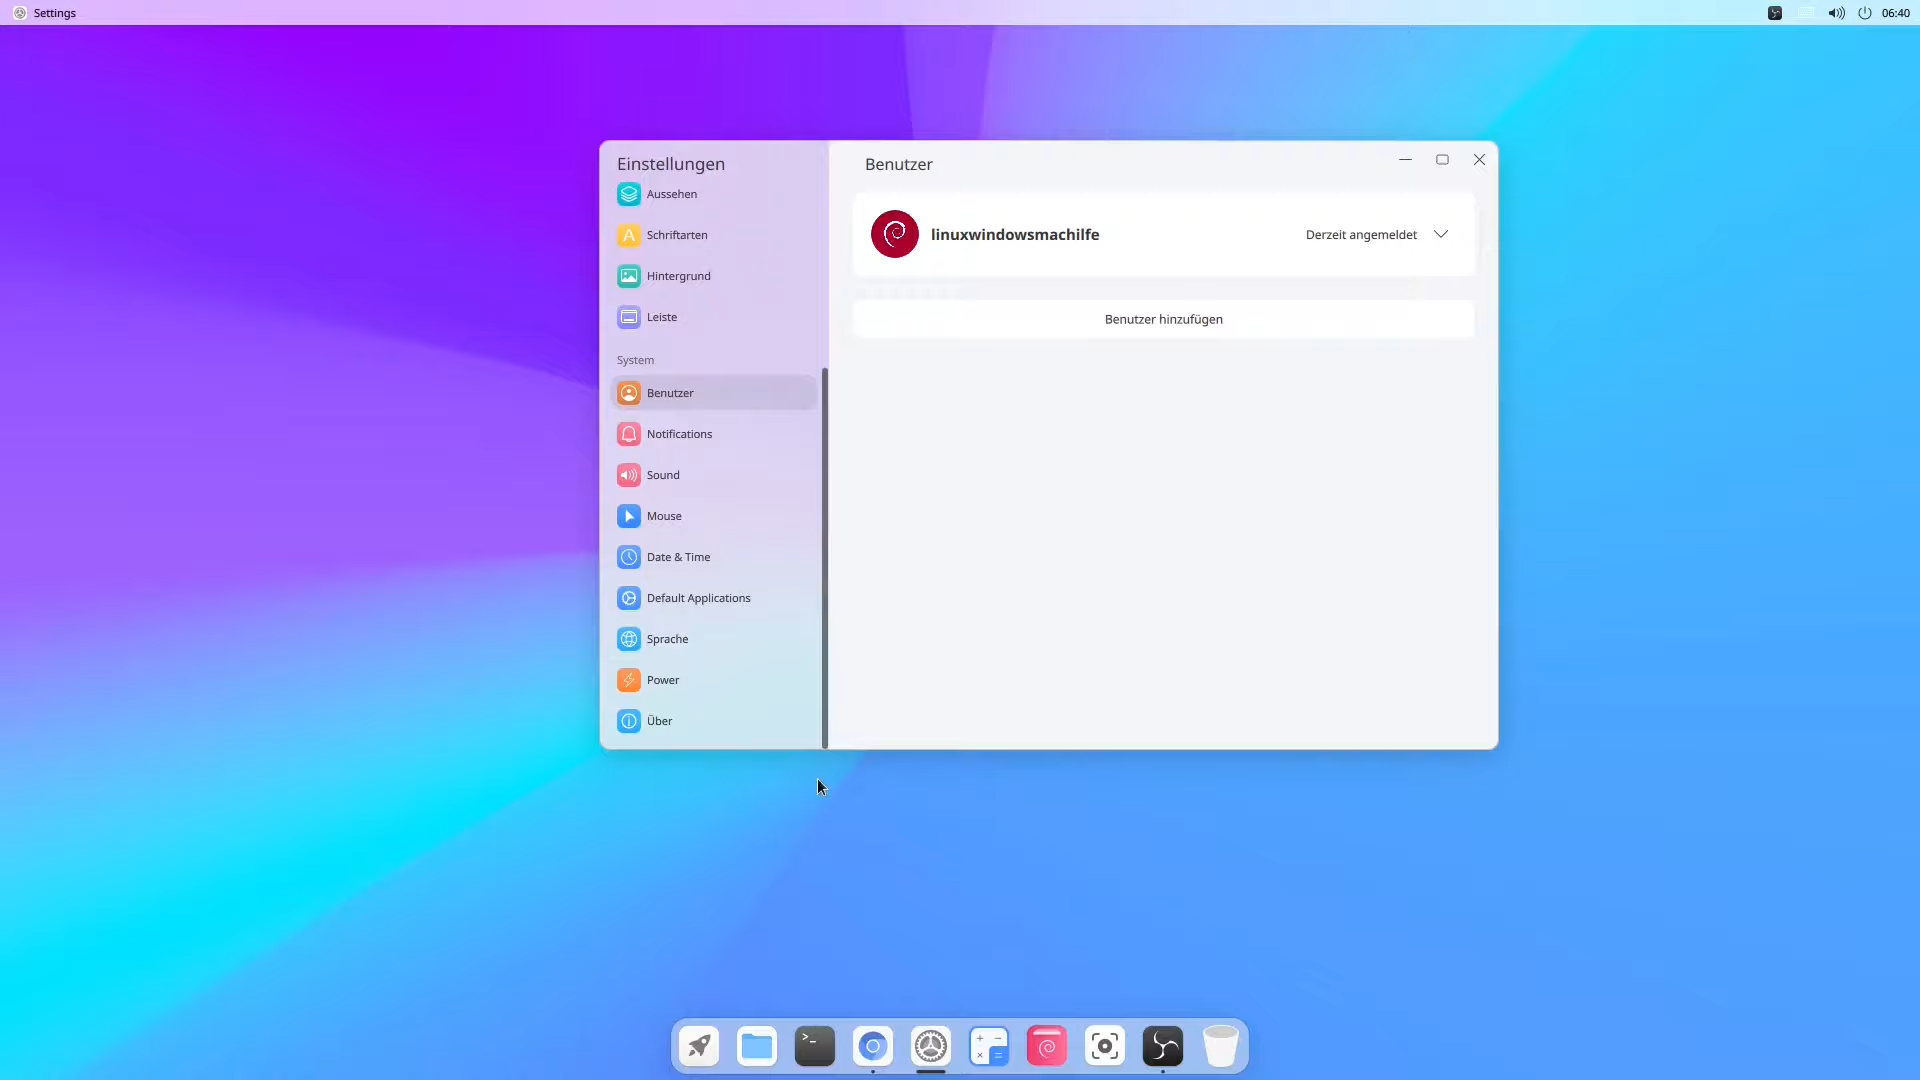 Settings
06:40
Einstellungen
Aussehen
Schriftarten
Hintergrund
Leiste
System
Benutzer
Notifications
Sound
Mouse
Date & Time
Default Applications
Sprache
Power
Über
Benutzer
linuxwindowsmachilfe
Derzeit angemeldet
Benutzer hinzufügen